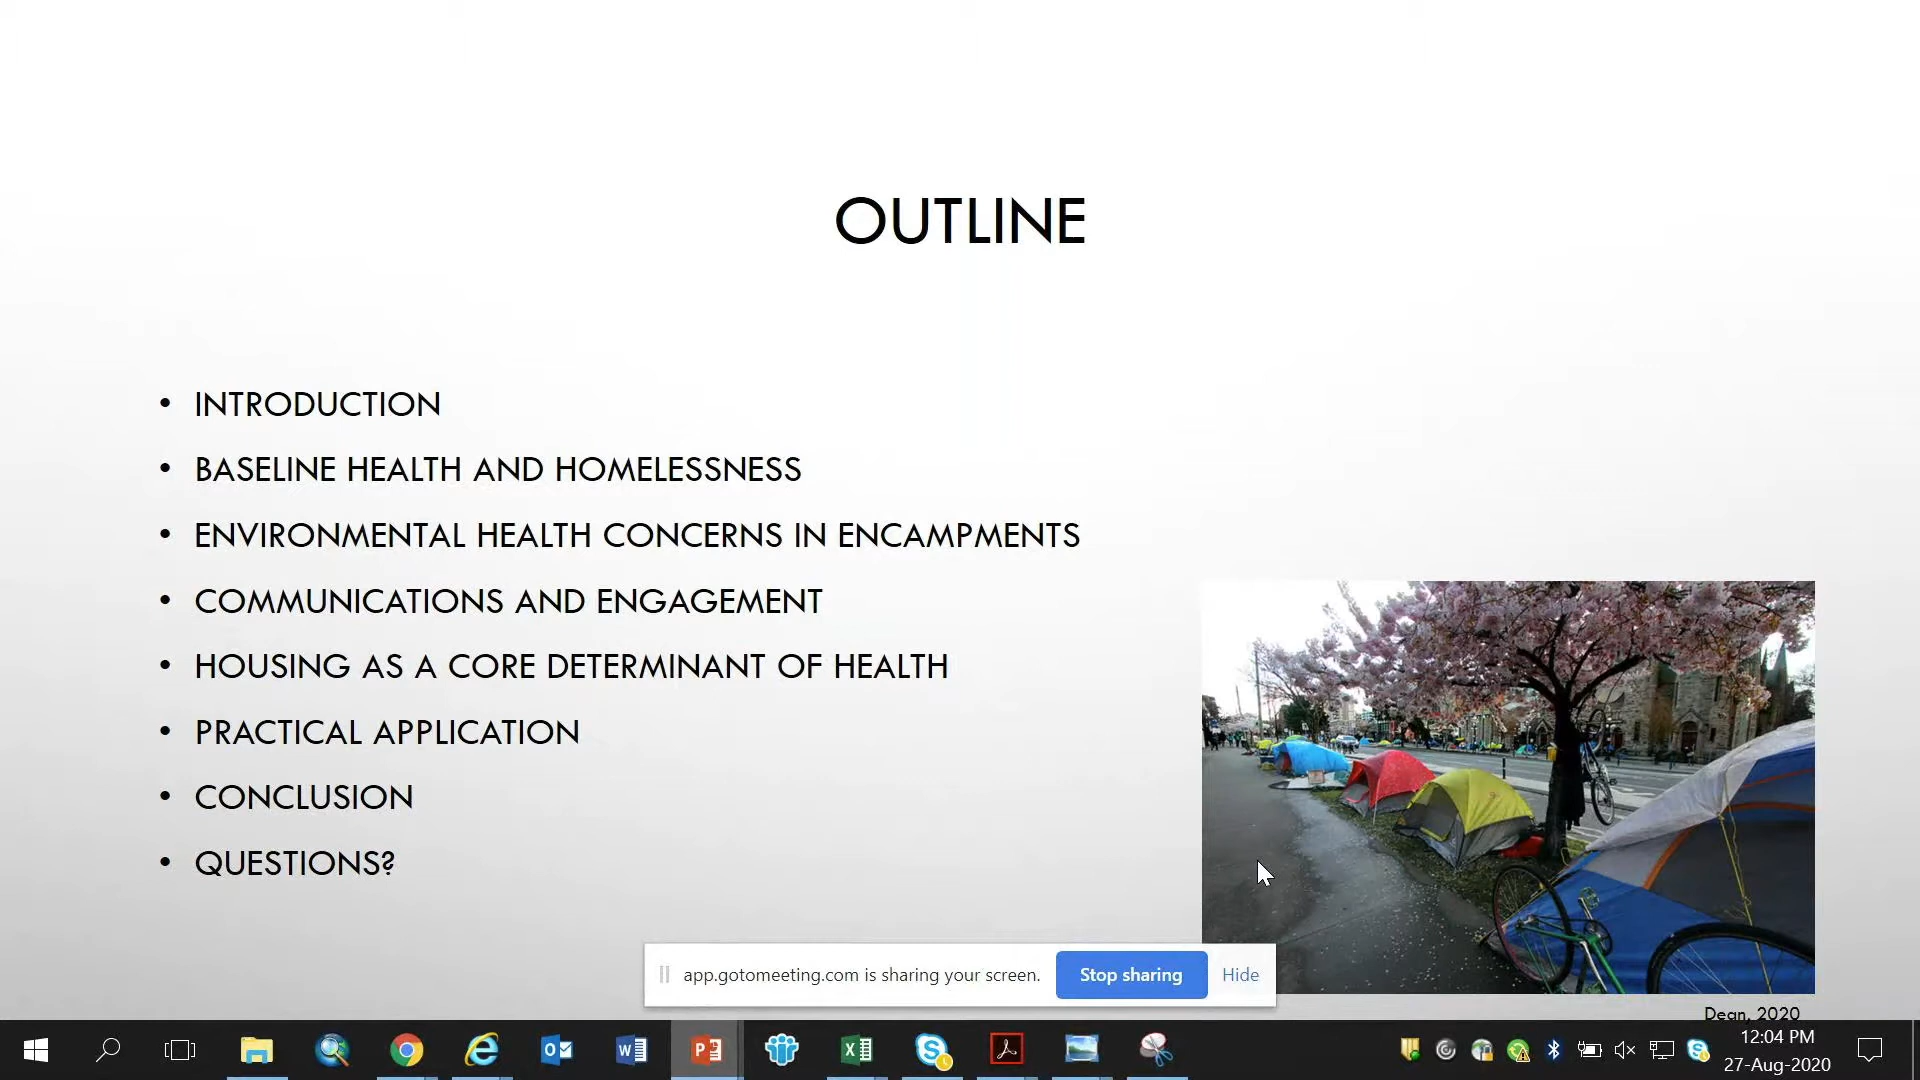 OUTLINE
• INTRODUCTION
• BASELINE HEALTH AND HOMELESSNESS
• ENVIRONMENTAL HEALTH CONCERNS IN ENCAMPMENTS
• COMMUNICATIONS AND ENGAGEMENT
• HOUSING AS A CORE DETERMINANT OF HEALTH
• PRACTICAL APPLICATION
• CONCLUSION
• QUESTIONS?
app.gotomeeting.com is sharing your screen. Stop sharing Hide
Dean, 2020
12:04 PM
27-Aug-2020